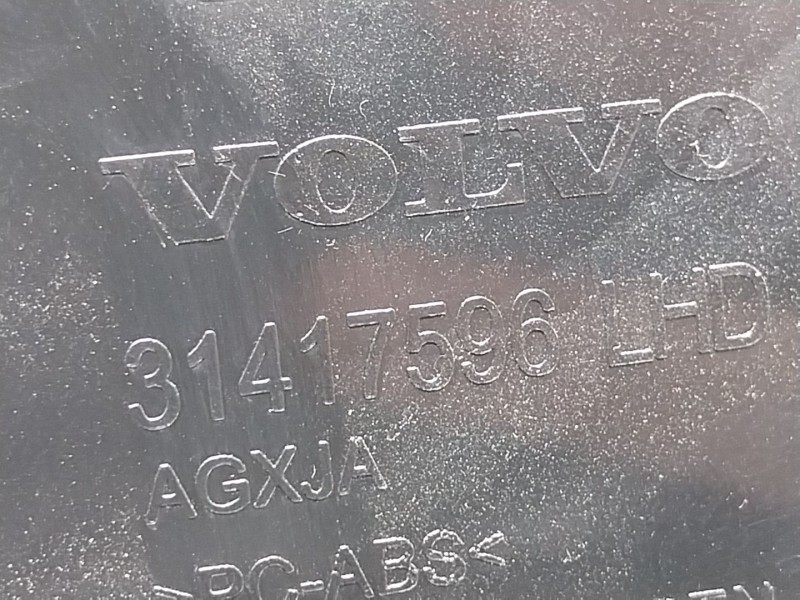 VOLVO
31417596 LHD
AGXJA
>PC-ABS<